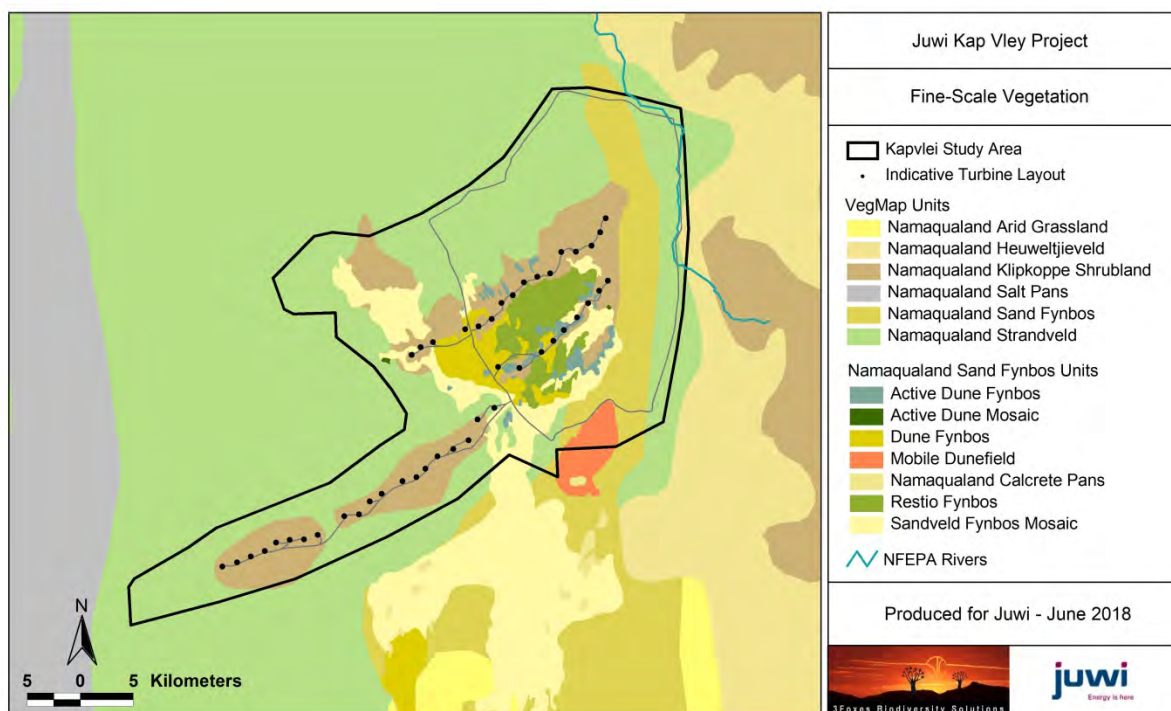 Juwi Kap Vley Project
Fine-Scale Vegetation
Kapvlei Study Area
Indicative Turbine Layout
VegMap Units
Namaqualand Arid Grassland
Namaqualand Heuweltjieveld
Namaqualand Klipkoppe Shrubland
Namaqualand Salt Pans
Namaqualand Sand Fynbos
Namaqualand Strandveld
Namaqualand Sand Fynbos Units
Active Dune Fynbos
Active Dune Mosaic
Dune Fynbos
Mobile Dunefield
Namaqualand Calcrete Pans
Restio Fynbos
Sandveld Fynbos Mosaic
NFEPA Rivers
Produced for Juwi - June 2018
3Foxes Biodiversity Solutions
juwi
Energy is here
N
5 0 5 Kilometers